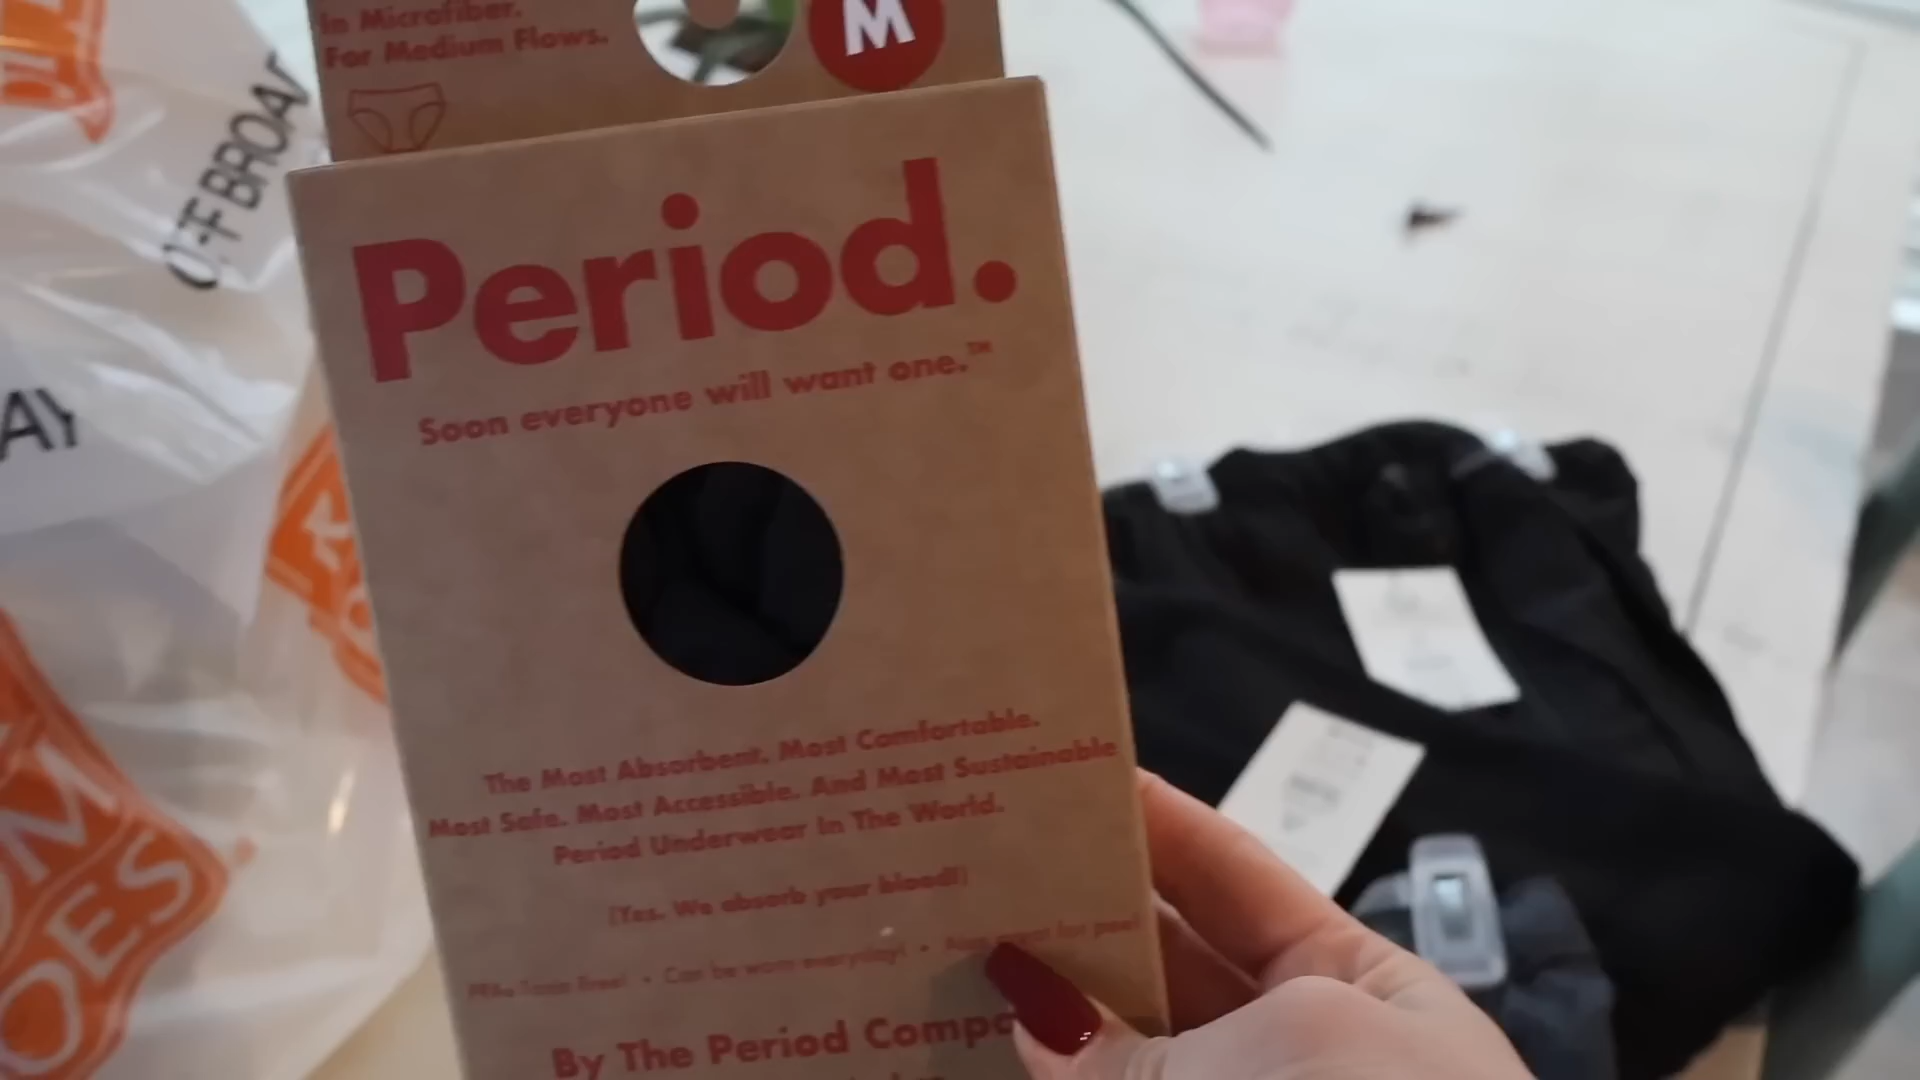 In Microfiber.
For Medium Flows.
M
Period.
Soon everyone will want one.™
The Most Absorbent. Most Comfortable.
Most Safe. Most Accessible. And Most Sustainable
Period Underwear In The World.
(Yes. We absorb your blood!)
Can be worn everyday!
By The Period Compa
OFF BROAD
AY
OES